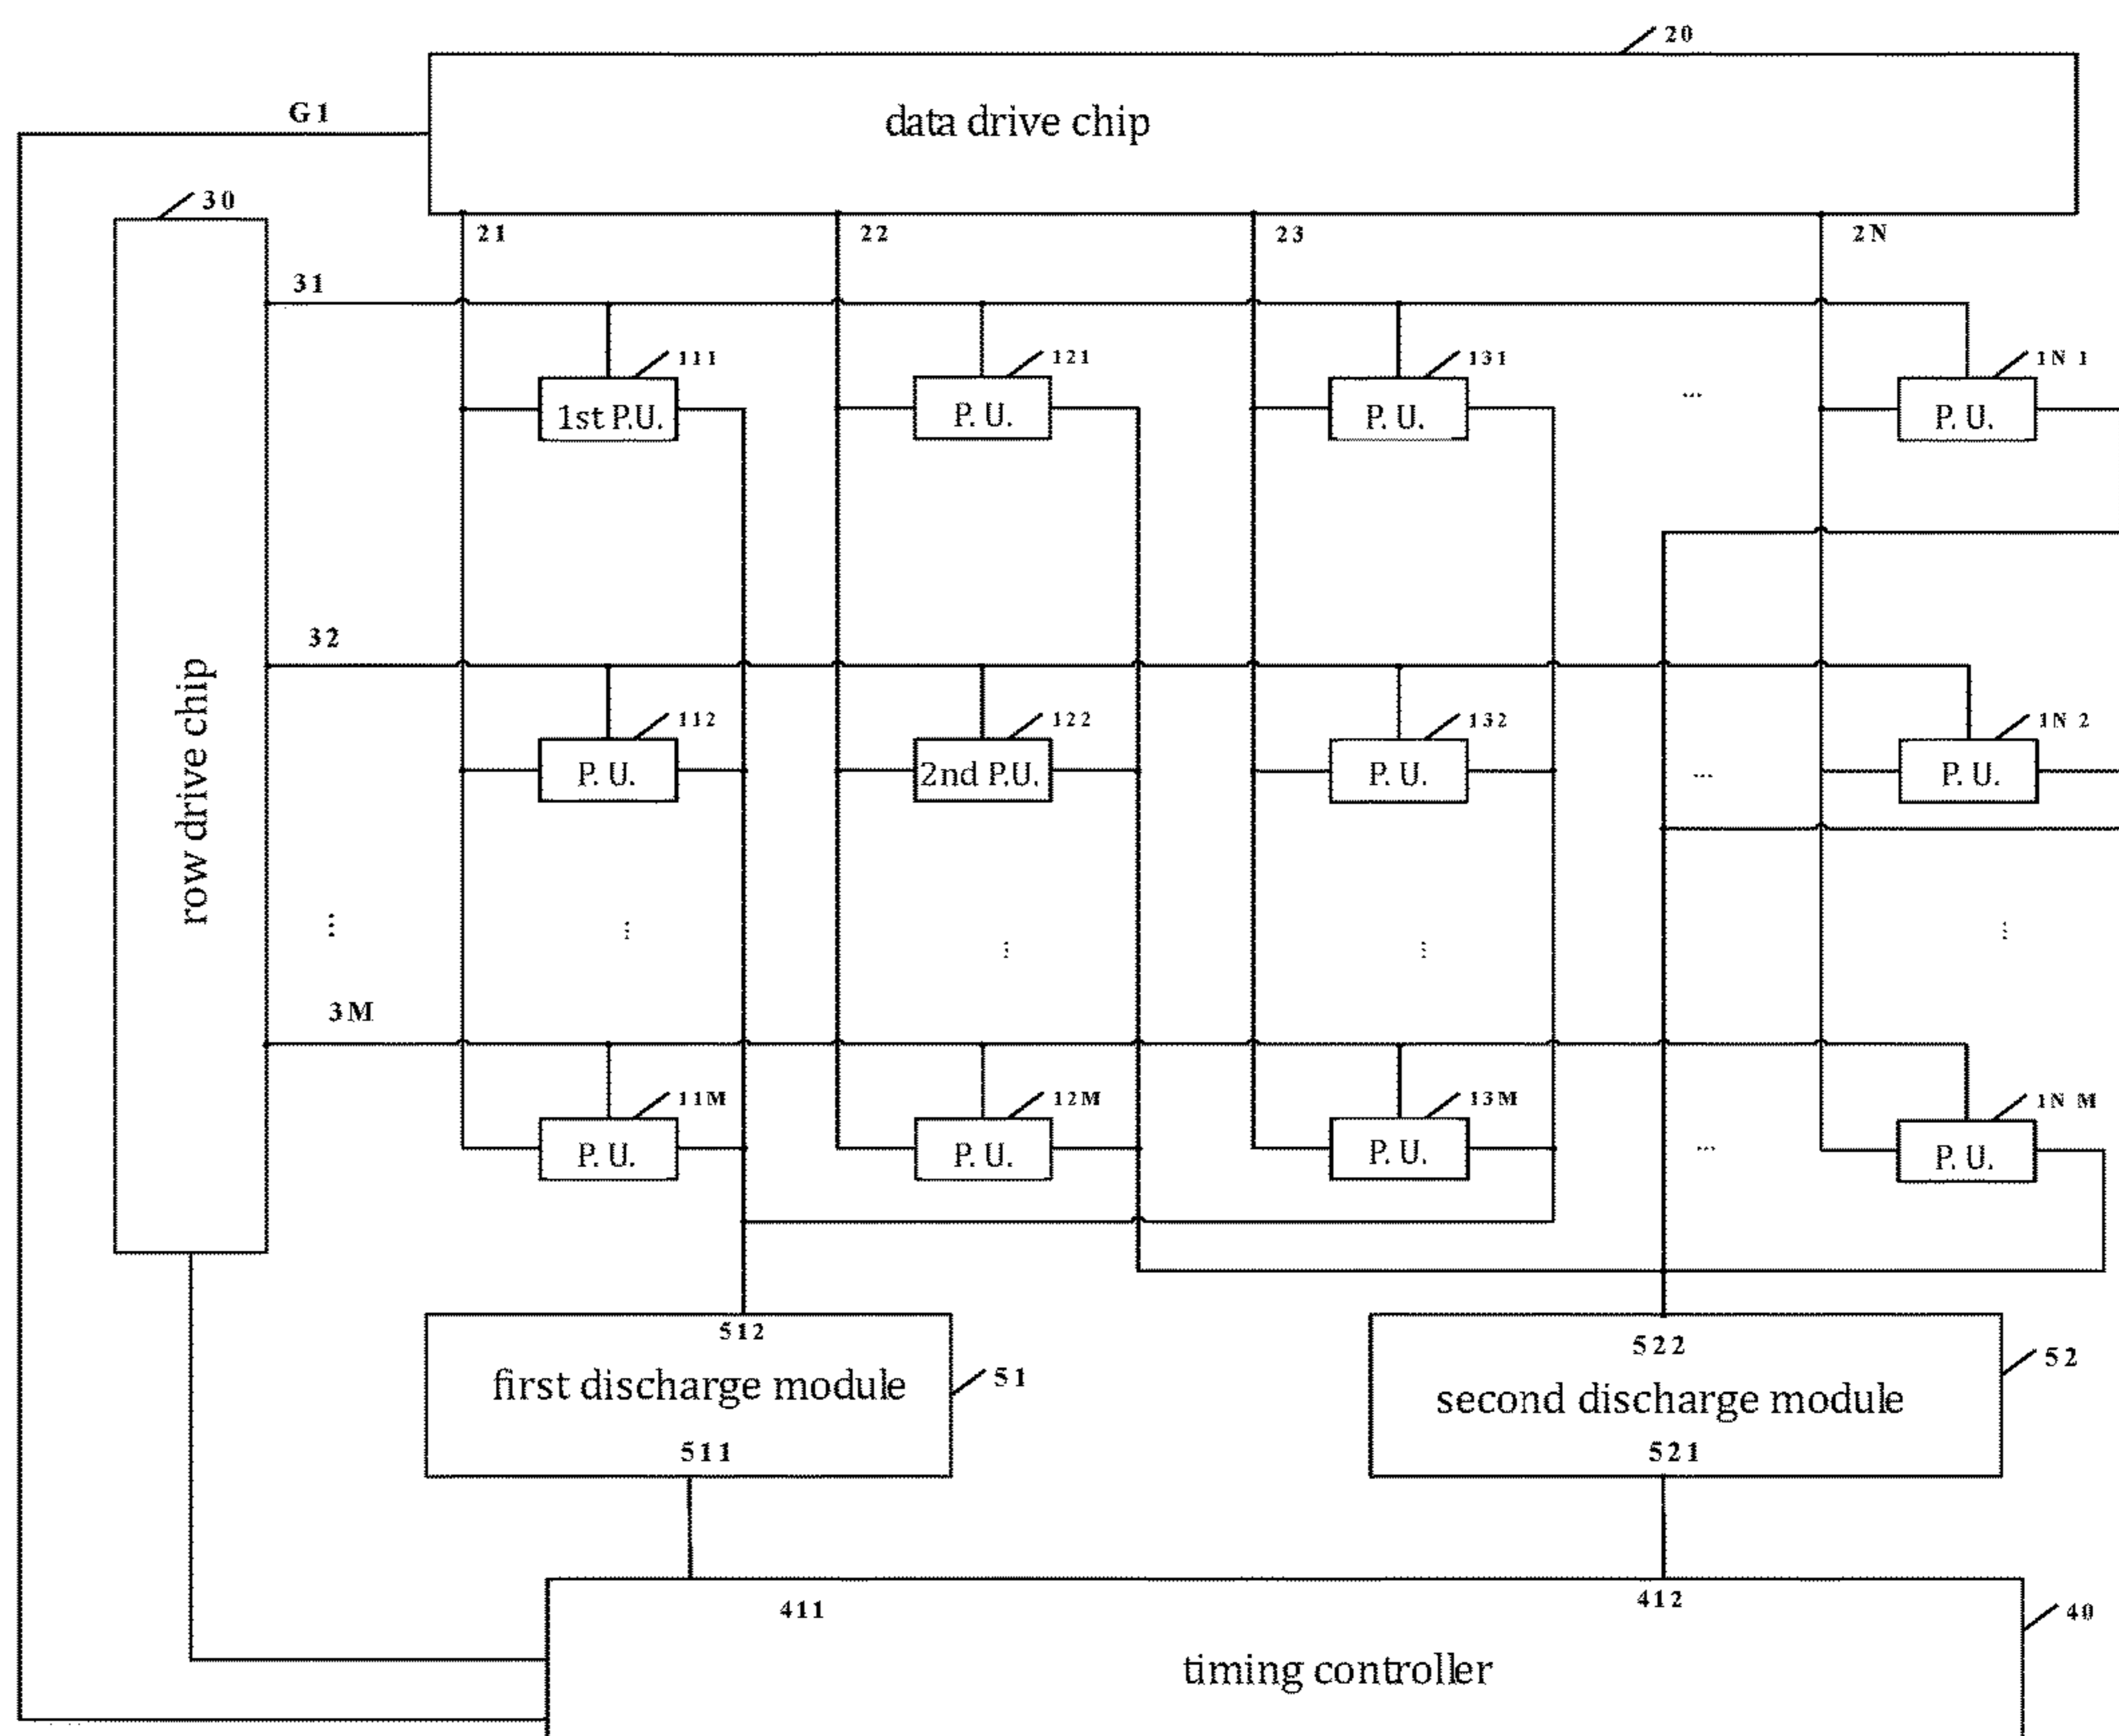 20
G1
data drive chip
30
21
22
23
2N
31
111
121
131
1N 1
1st P.U.
P. U.
P. U.
...
P. U.
32
112
122
132
1N 2
P. U.
2nd P.U.
P. U.
...
P. U.
row drive chip
...
...
...
...
...
3M
11M
12M
13M
1N M
P. U.
P. U.
P. U.
...
P. U.
512
522
first discharge module
51
second discharge module
52
511
521
411
412
40
timing controller